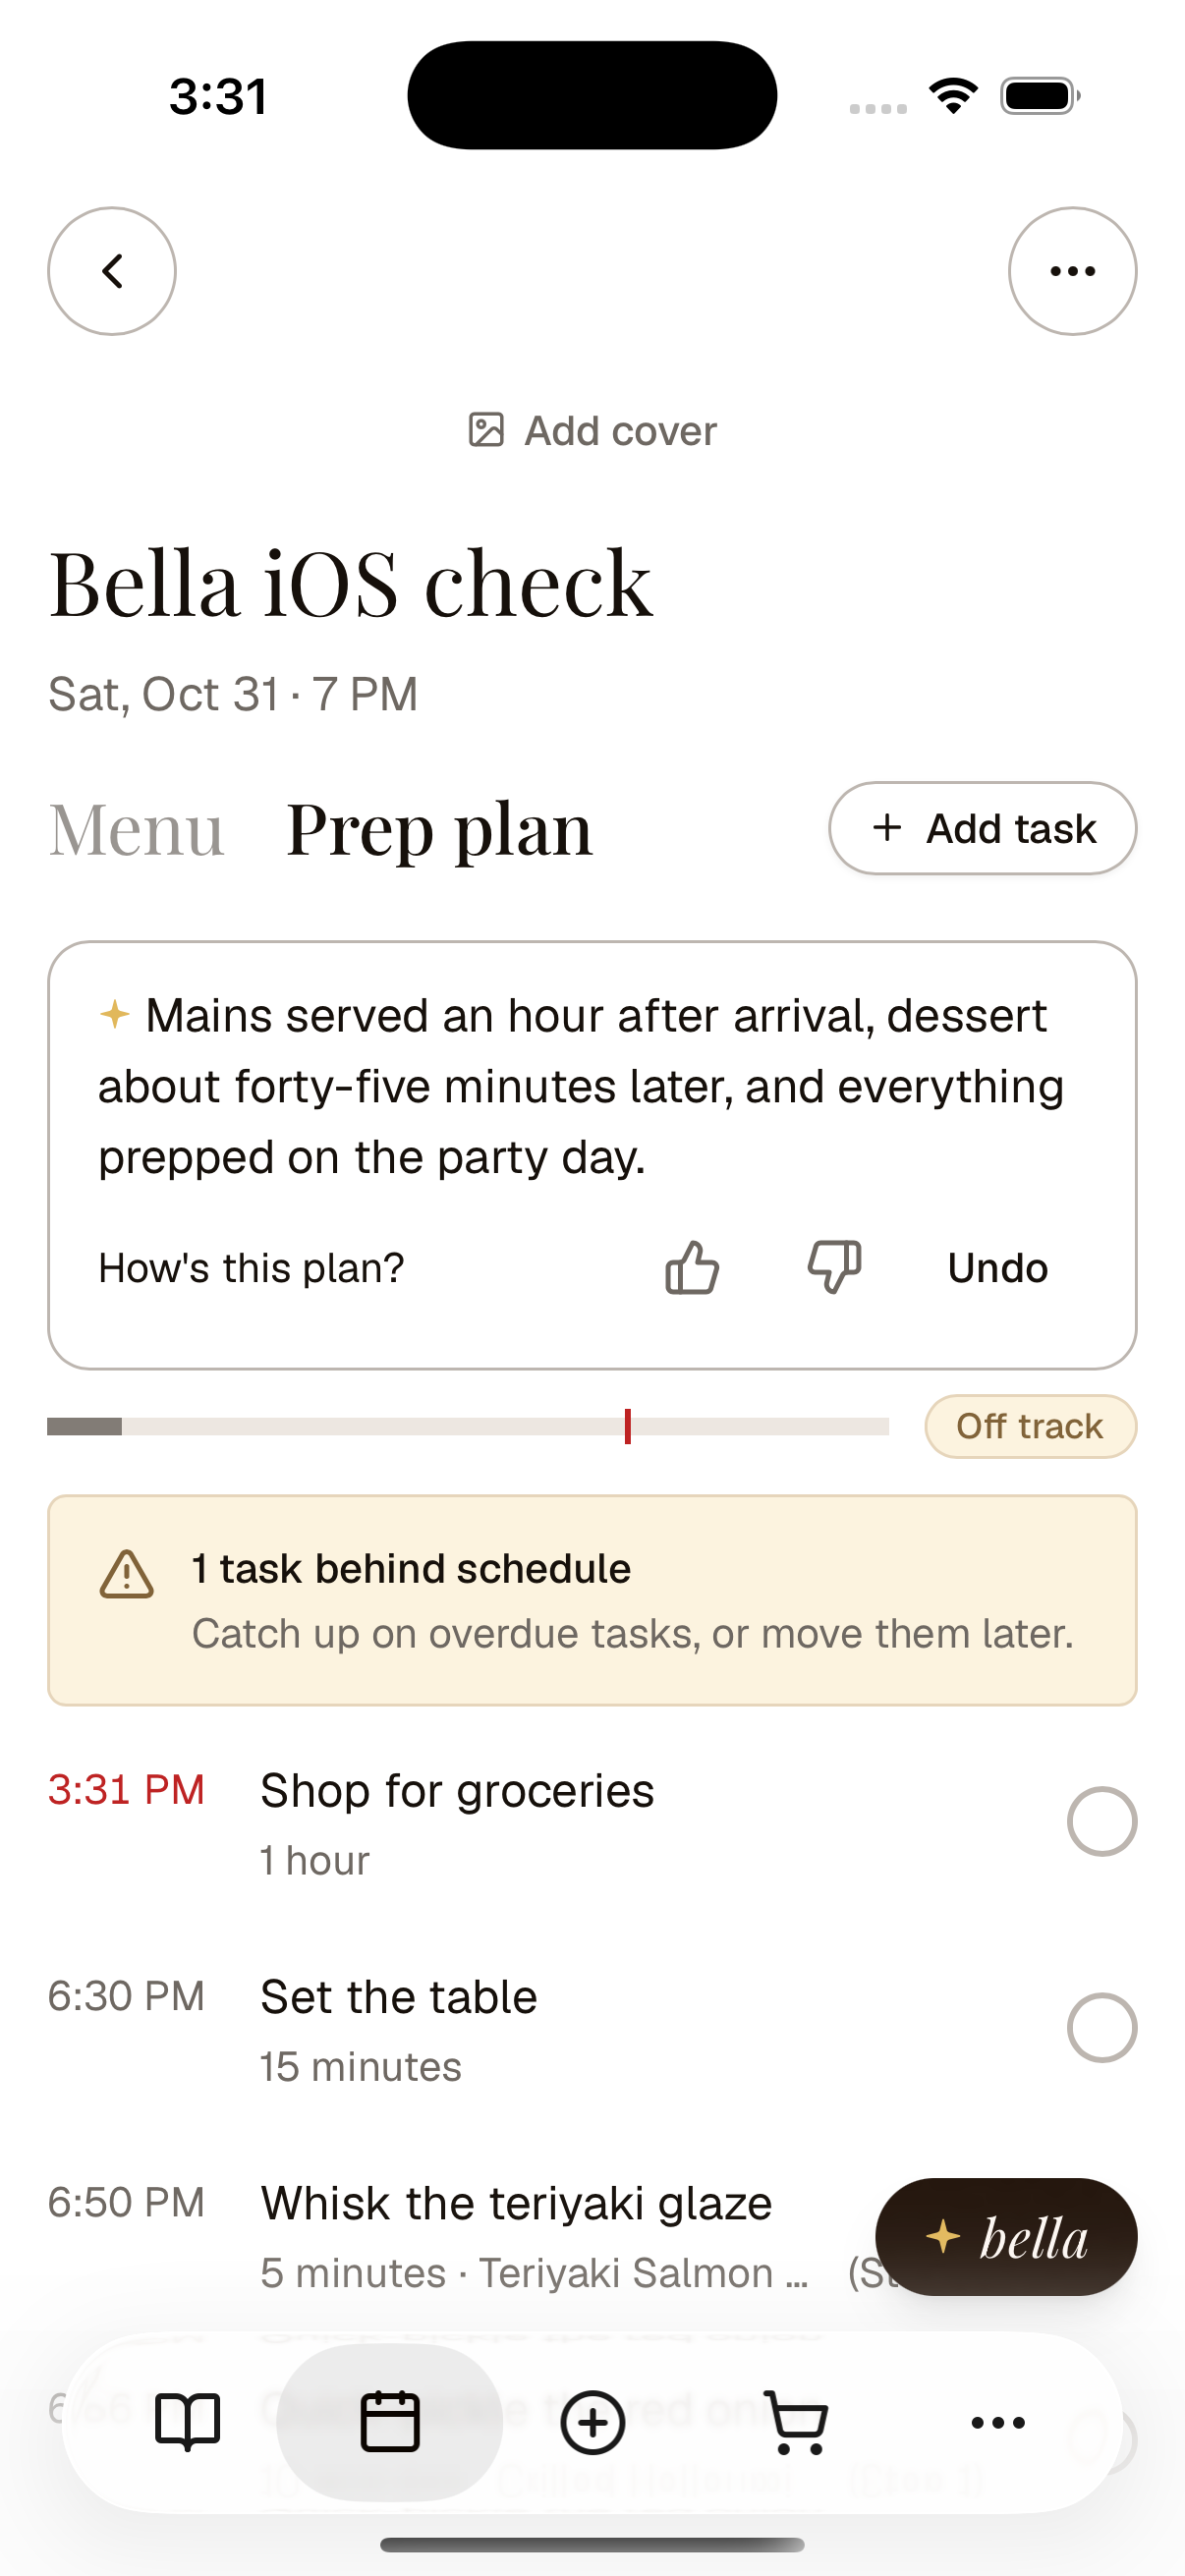 3:31
Add cover
Bella iOS check
Sat, Oct 31 · 7 PM
Menu Prep plan + Add task
Mains served an hour after arrival, dessert
about forty-five minutes later, and everything
prepped on the party day.
How's this plan? Undo
Off track
1 task behind schedule
Catch up on overdue tasks, or move them later.
3:31 PM Shop for groceries
1 hour
6:30 PM Set the table
15 minutes
6:50 PM Whisk the teriyaki glaze
5 minutes · Teriyaki Salmon ...
bella
the red